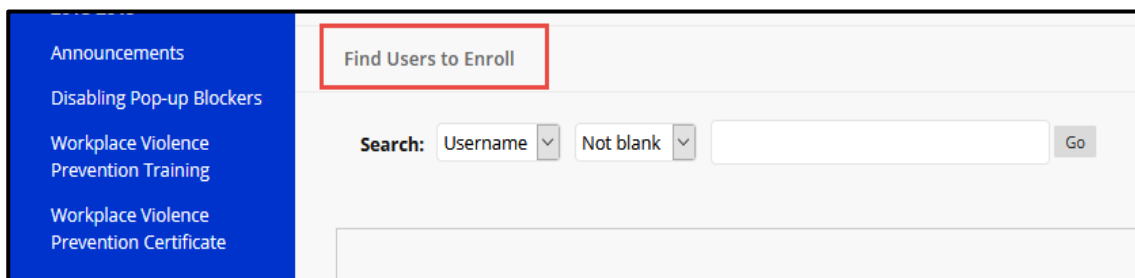 Announcements
Disabling Pop-up Blockers
Workplace Violence
Prevention Training
Workplace Violence
Prevention Certificate
Find Users to Enroll
Search: Username Not blank Go